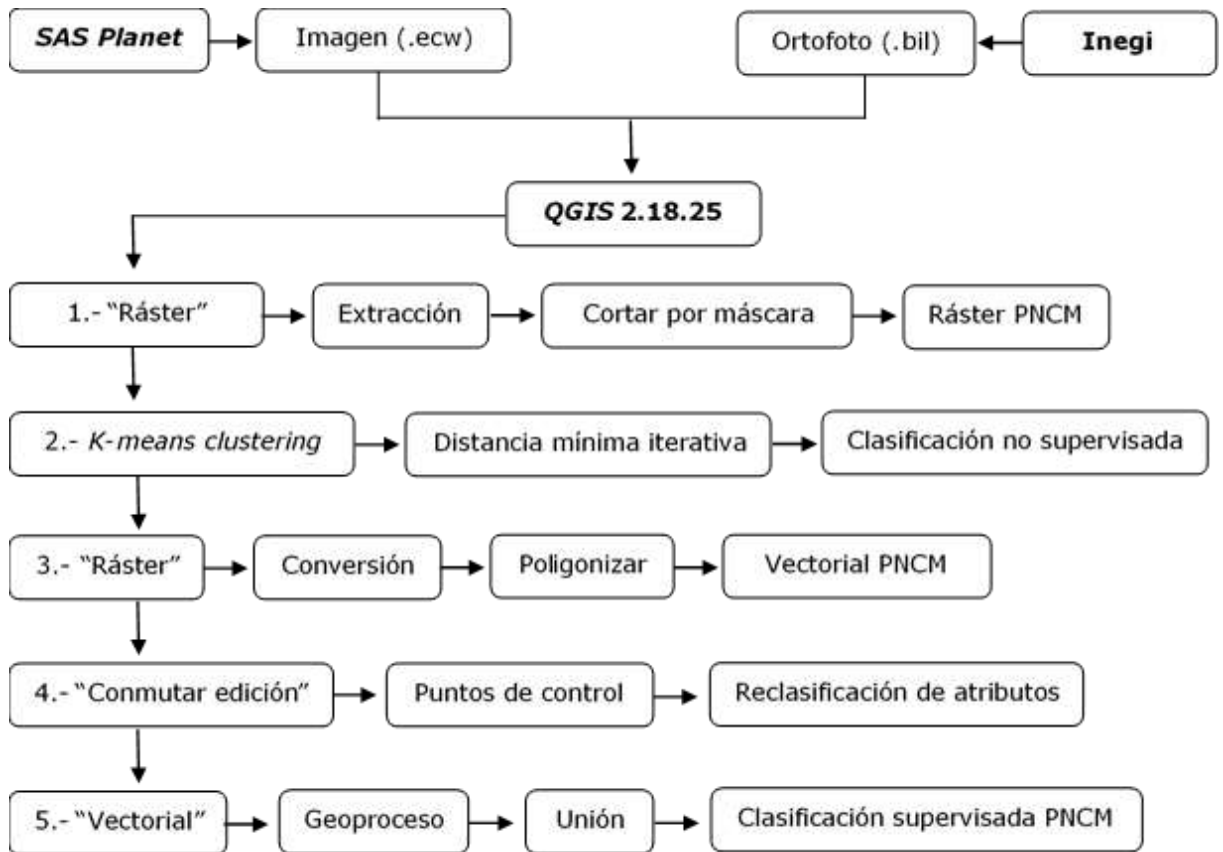 SAS Planet
Imagen (.ecw)
Ortofoto (.bil)
Inegi
QGIS 2.18.25
1.- “Ráster”
Extracción
Cortar por máscara
Ráster PNCM
2.- K-means clustering
Distancia mínima iterativa
Clasificación no supervisada
3.- “Ráster”
Conversión
Poligonizar
Vectorial PNCM
4.- “Conmutar edición”
Puntos de control
Reclasificación de atributos
5.- “Vectorial”
Geoproceso
Unión
Clasificación supervisada PNCM